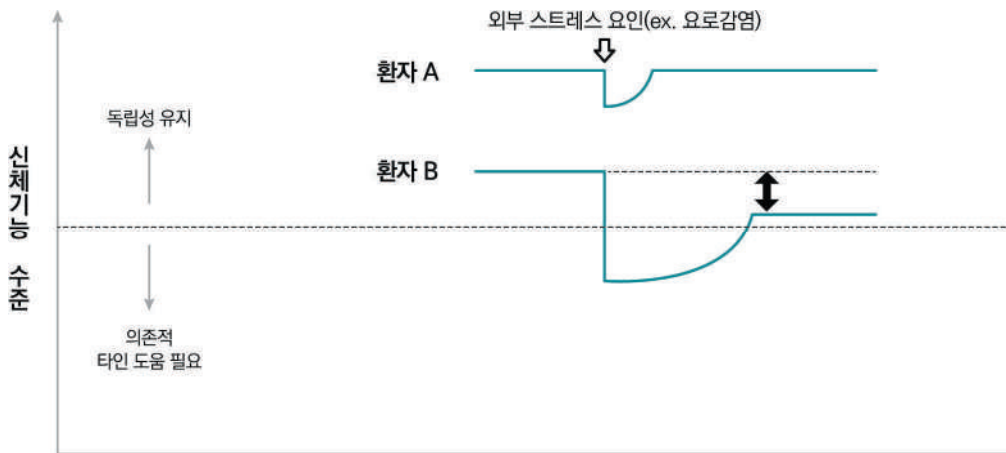 외부 스트레스 요인(ex. 요로감염)
환자 A
독립성 유지
환자 B
신체기능 수준
의존적
타인 도움 필요